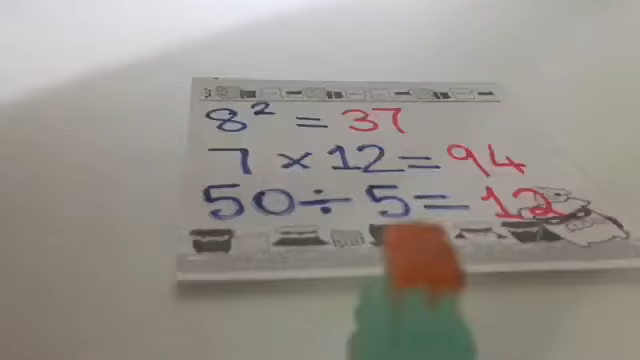 8² = 37
7 × 12 = 94
50 ÷ 5 = 12